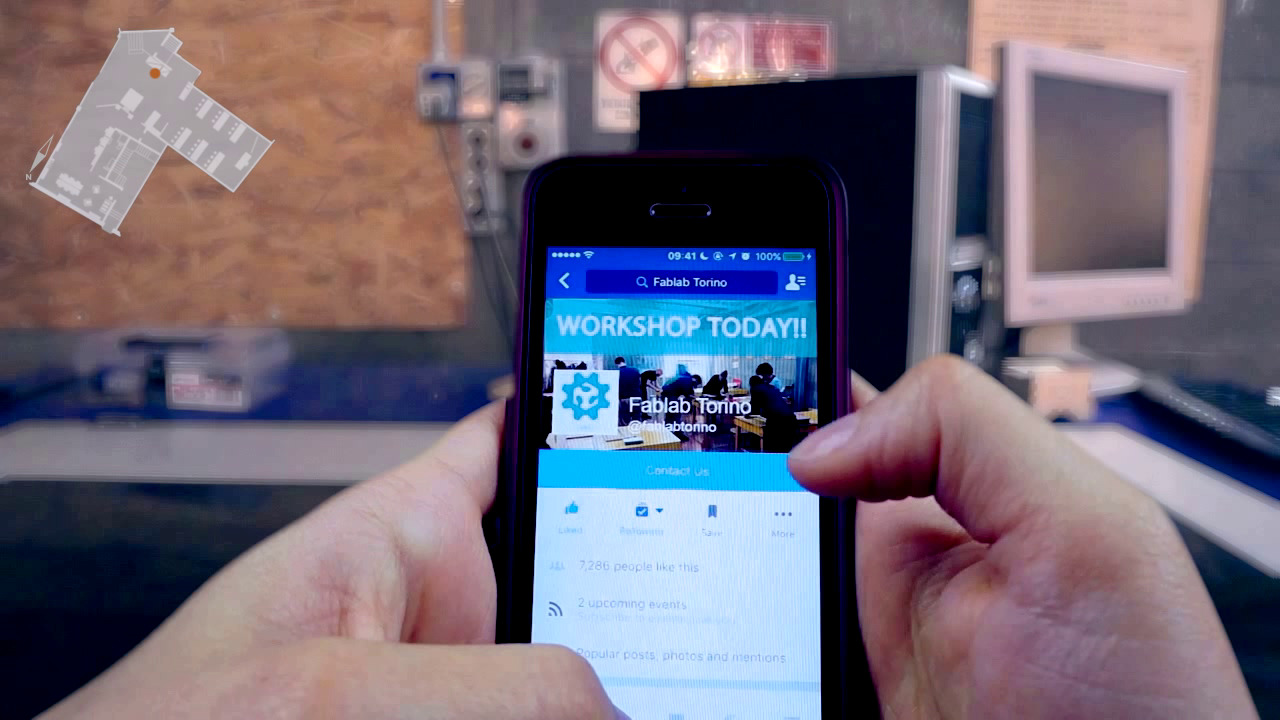 N
09:41
100%
Fablab Torino
WORKSHOP TODAY!!
Fablab Torino
@fablabtorino
Contact Us
Liked
Save
More
7,286 people like this
2 upcoming events
Popular posts, photos and mentions